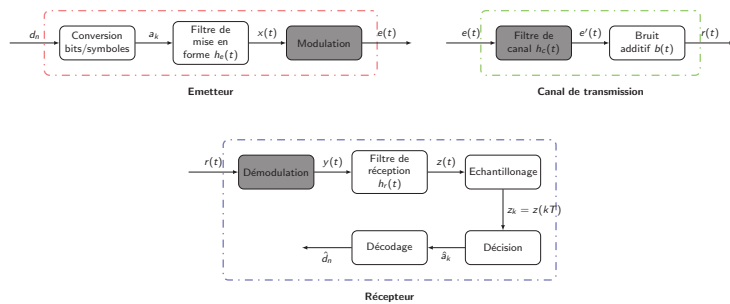 d_n
Conversion
bits/symboles
a_k
Filtre
de mise en
forme h_e(t)
x(t)
Modulation
e(t)
Emetteur
e(t)
Filtre de
canal h_c(t)
e′(t)
Bruit
additif b(t)
r(t)
Canal de transmission
r(t)
Démodulation
y(t)
Filtre de
réception
h_r(t)
z(t)
Echantillonage
z_k = z(kT)
Décision
â_k
Décodage
d̂_n
Récepteur